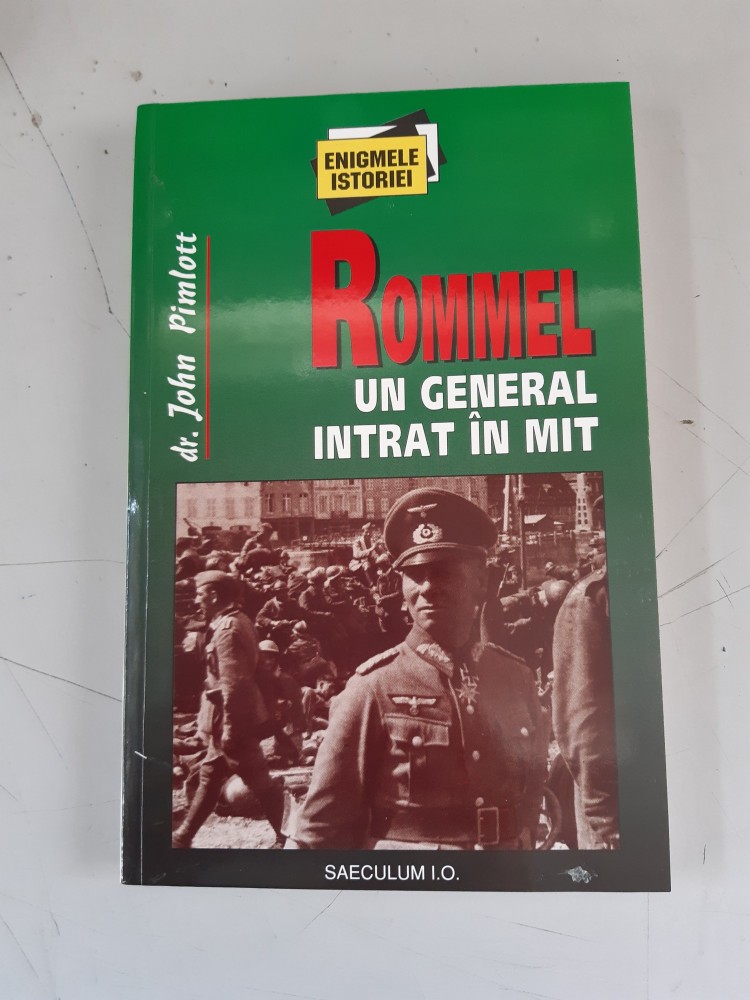 ENIGMELE
ISTORIEI
dr. John Pimlott
ROMMEL
UN GENERAL
INTRAT ÎN MIT
SAECULUM I.O.